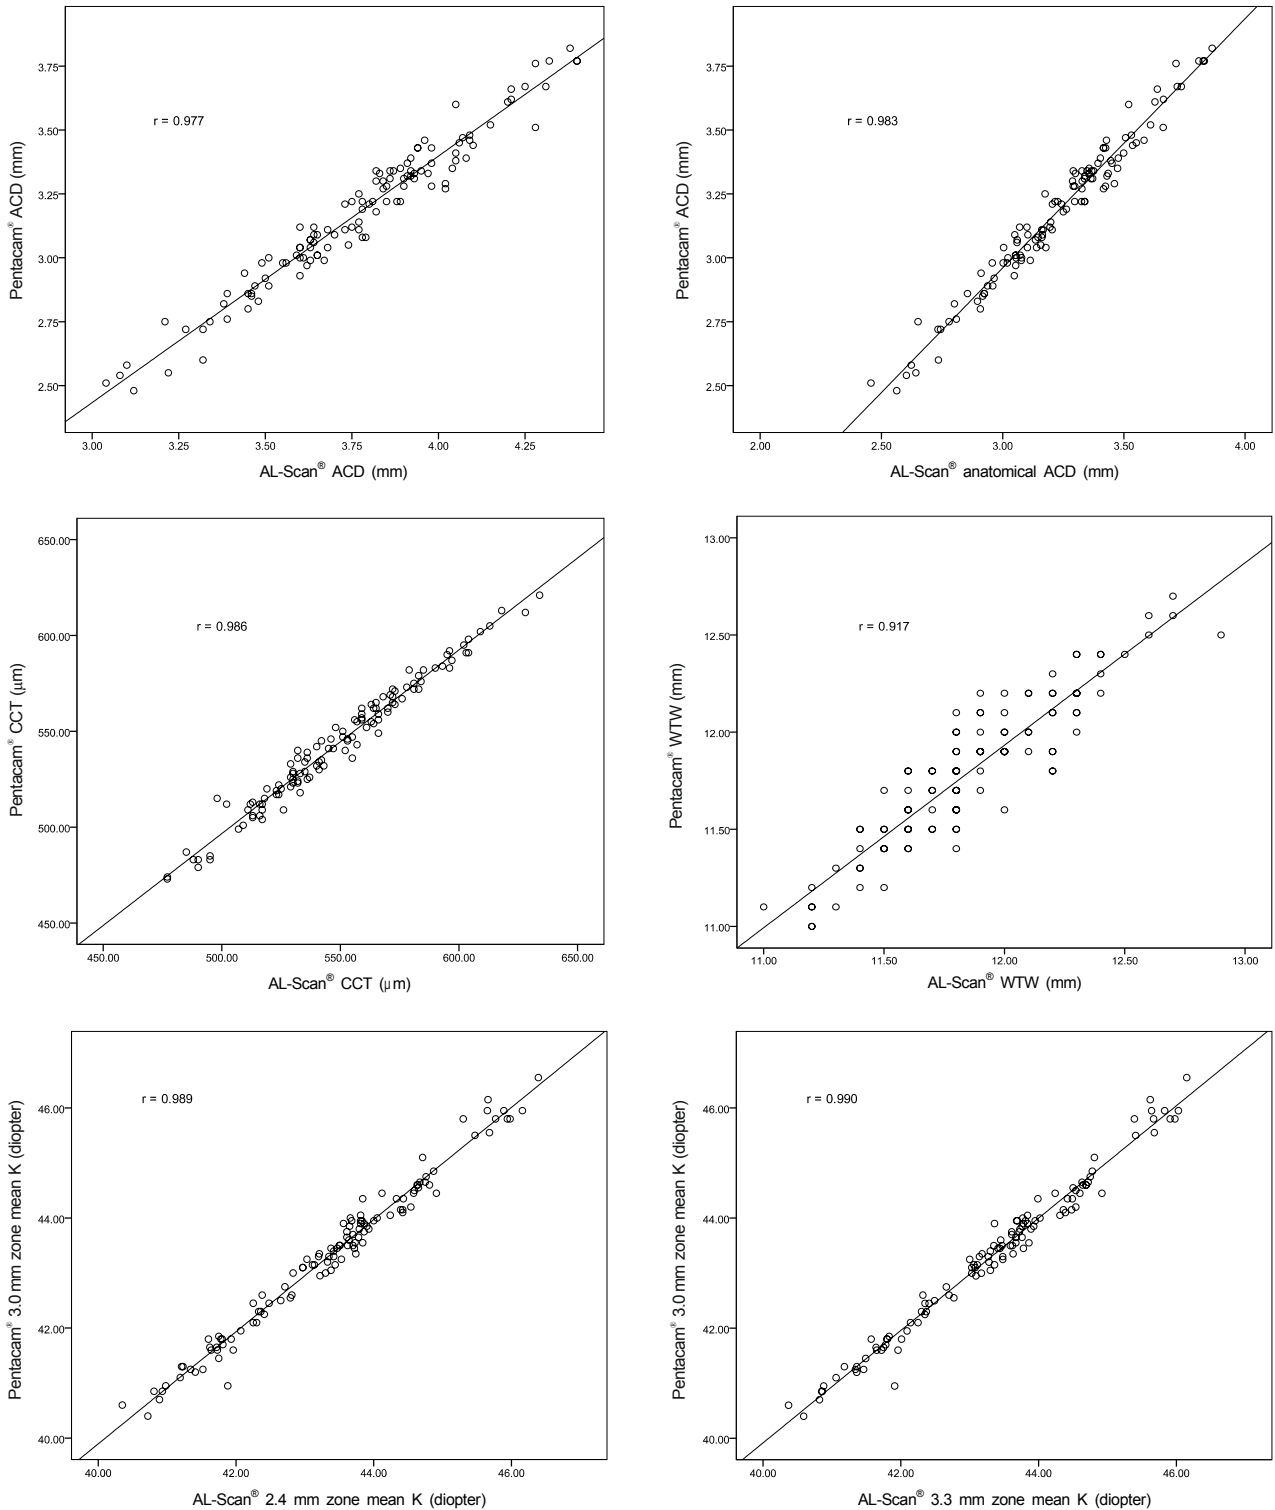 3.75
3.50
3.25
3.00
2.75
2.50
Pentacam® ACD (mm)
r = 0.977
3.00 3.25 3.50 3.75 4.00 4.25
AL-Scan® ACD (mm)
3.75
3.50
3.25
3.00
2.75
2.50
Pentacam® ACD (mm)
r = 0.983
2.00 2.50 3.00 3.50 4.00
AL-Scan® anatomical ACD (mm)
650.00
600.00
550.00
500.00
450.00
Pentacam® CCT (μm)
r = 0.986
450.00 500.00 550.00 600.00 650.00
AL-Scan® CCT (μm)
13.00
12.50
12.00
11.50
11.00
Pentacam® WTW (mm)
r = 0.917
11.00 11.50 12.00 12.50 13.00
AL-Scan® WTW (mm)
46.00
44.00
42.00
40.00
Pentacam® 3.0 mm zone mean K (diopter)
r = 0.989
40.00 42.00 44.00 46.00
AL-Scan® 2.4 mm zone mean K (diopter)
46.00
44.00
42.00
40.00
Pentacam® 3.0 mm zone mean K (diopter)
r = 0.990
40.00 42.00 44.00 46.00
AL-Scan® 3.3 mm zone mean K (diopter)